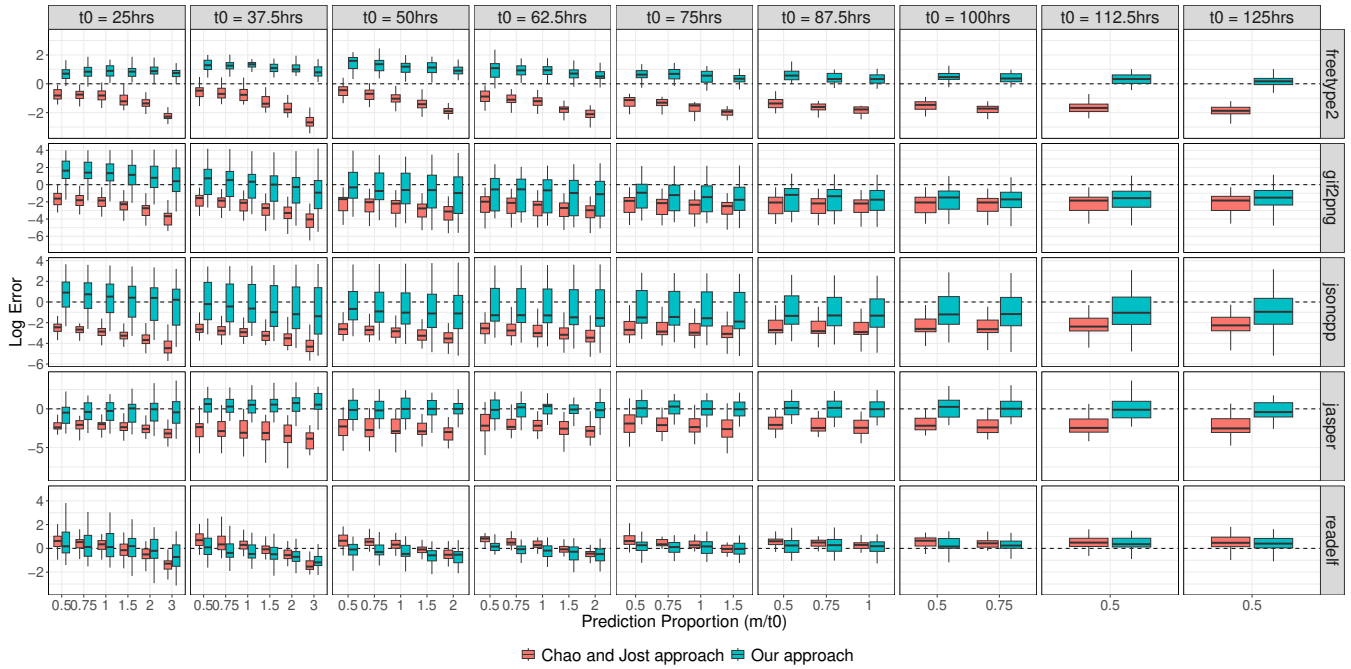 t0 = 25hrs t0 = 37.5hrs t0 = 50hrs t0 = 62.5hrs t0 = 75hrs t0 = 87.5hrs t0 = 100hrs t0 = 112.5hrs t0 = 125hrs
2
0
−2
freetype2
4
2
0
−2
−4
−6
gif2png
4
2
0
−2
−4
−6
jsoncpp
0
−5
jasper
4
2
0
−2
readelf
Log Error
0.5 0.75 1 1.5 2 3 0.5 0.75 1 1.5 2 3 0.5 0.75 1 1.5 2 0.5 0.75 1 1.5 2 0.5 0.75 1 1.5 0.5 0.75 1 0.5 0.75 0.5 0.5
Prediction Proportion (m/t0)
Chao and Jost approach Our approach